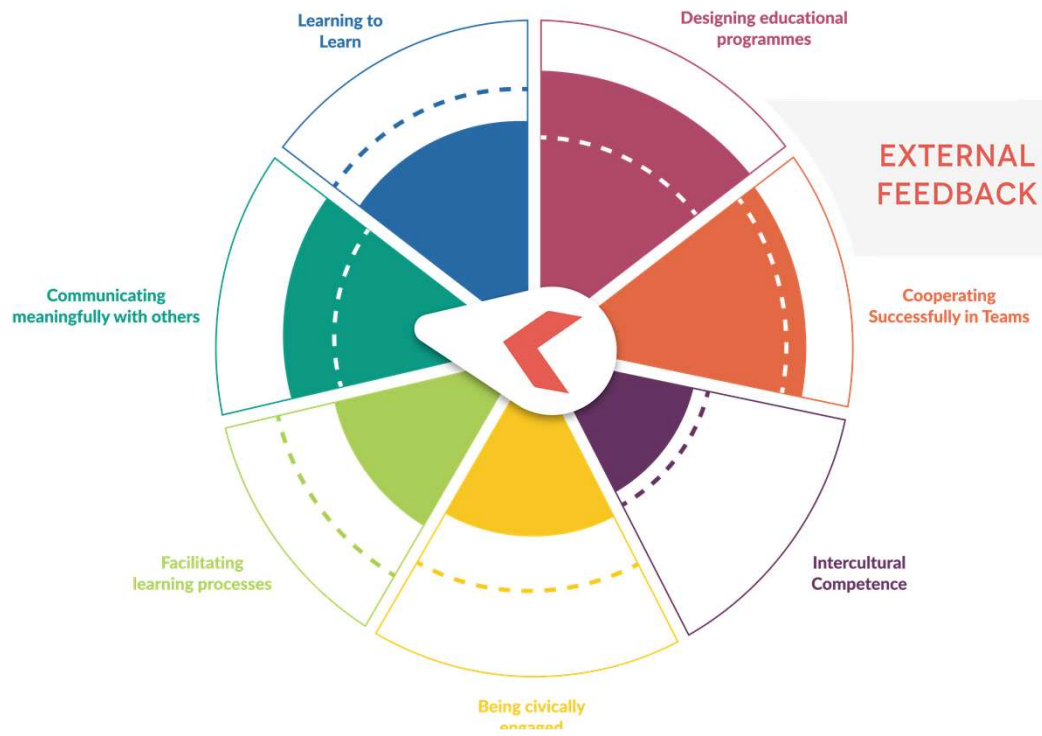 Learning to
Learn
Designing educational
programmes
EXTERNAL
FEEDBACK
Communicating
meaningfully with others
Cooperating
Successfully in Teams
Facilitating
learning processes
Intercultural
Competence
Being civically
engaged